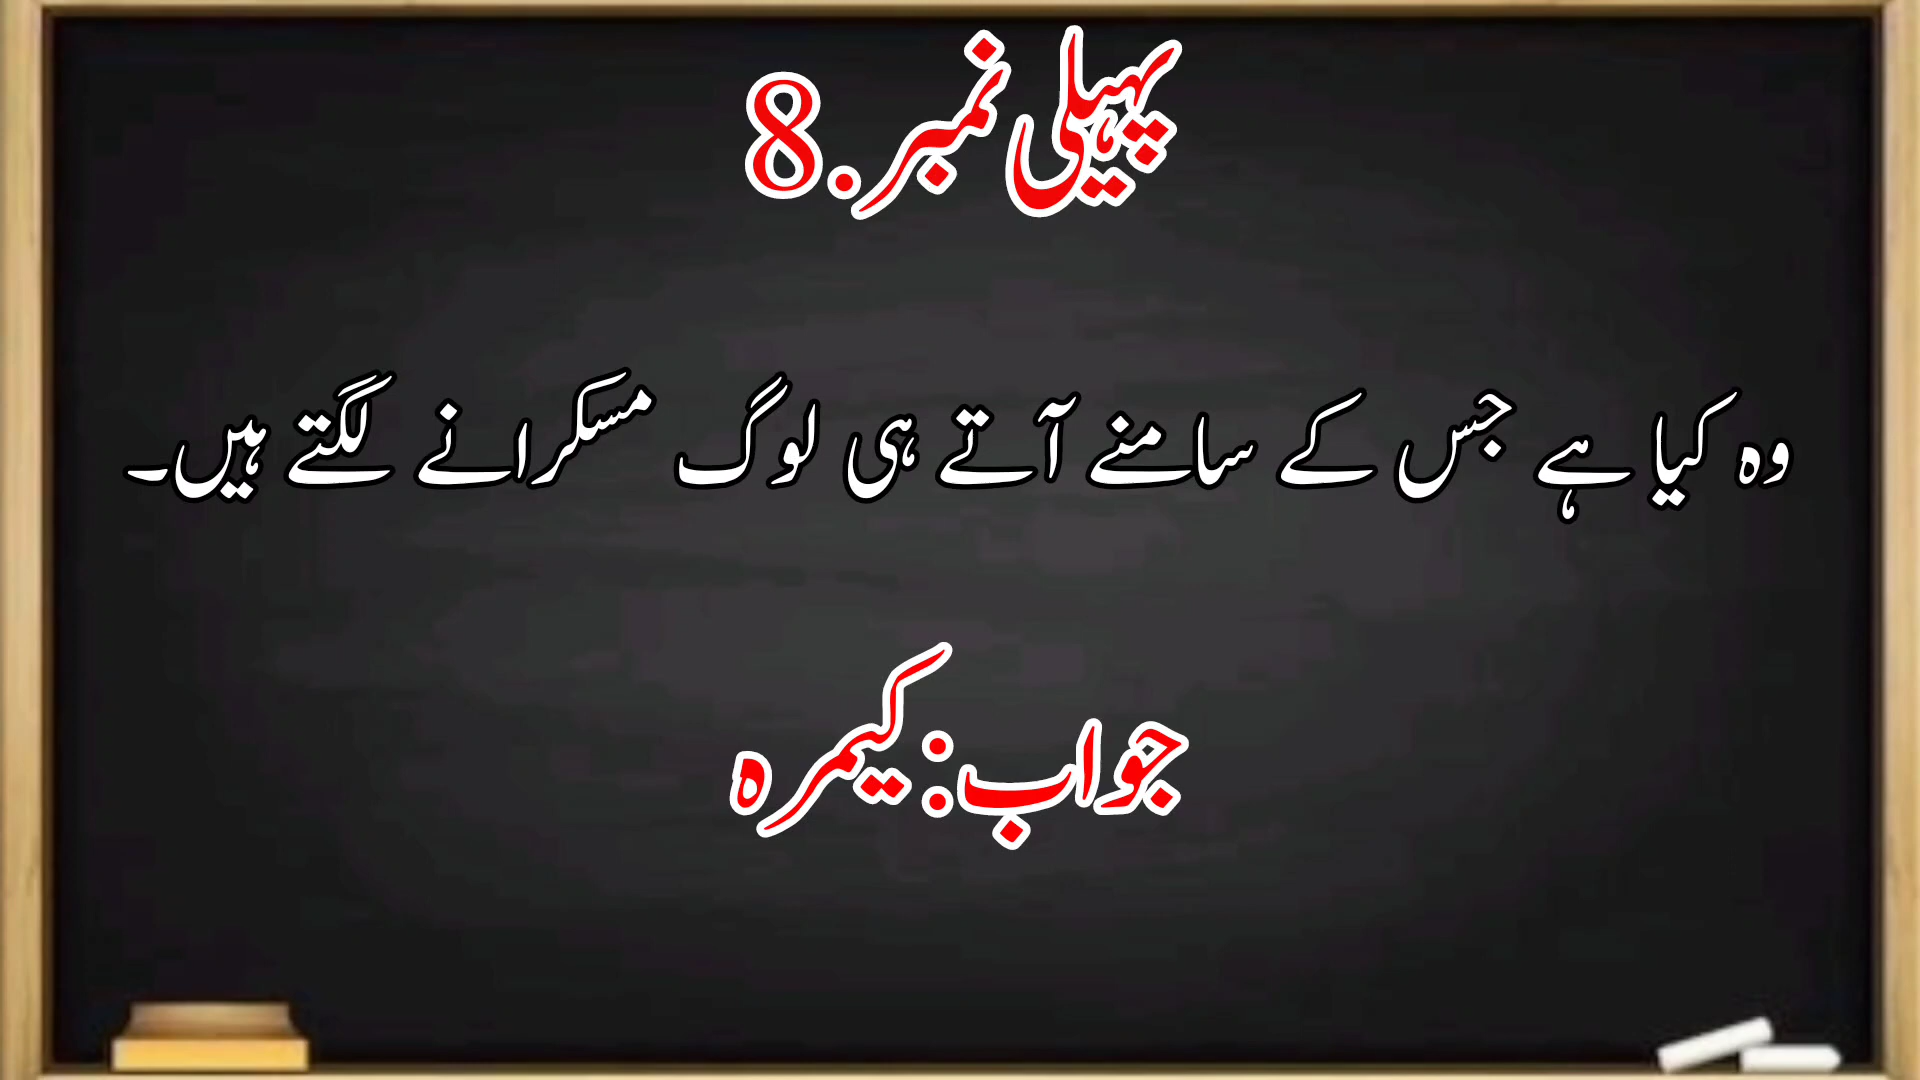 پہیلی نمبر.8
وہ کیا ہے جس کے سامنے آتے ہی لوگ مسکرانے لگتے ہیں۔
جواب:کیمرہ